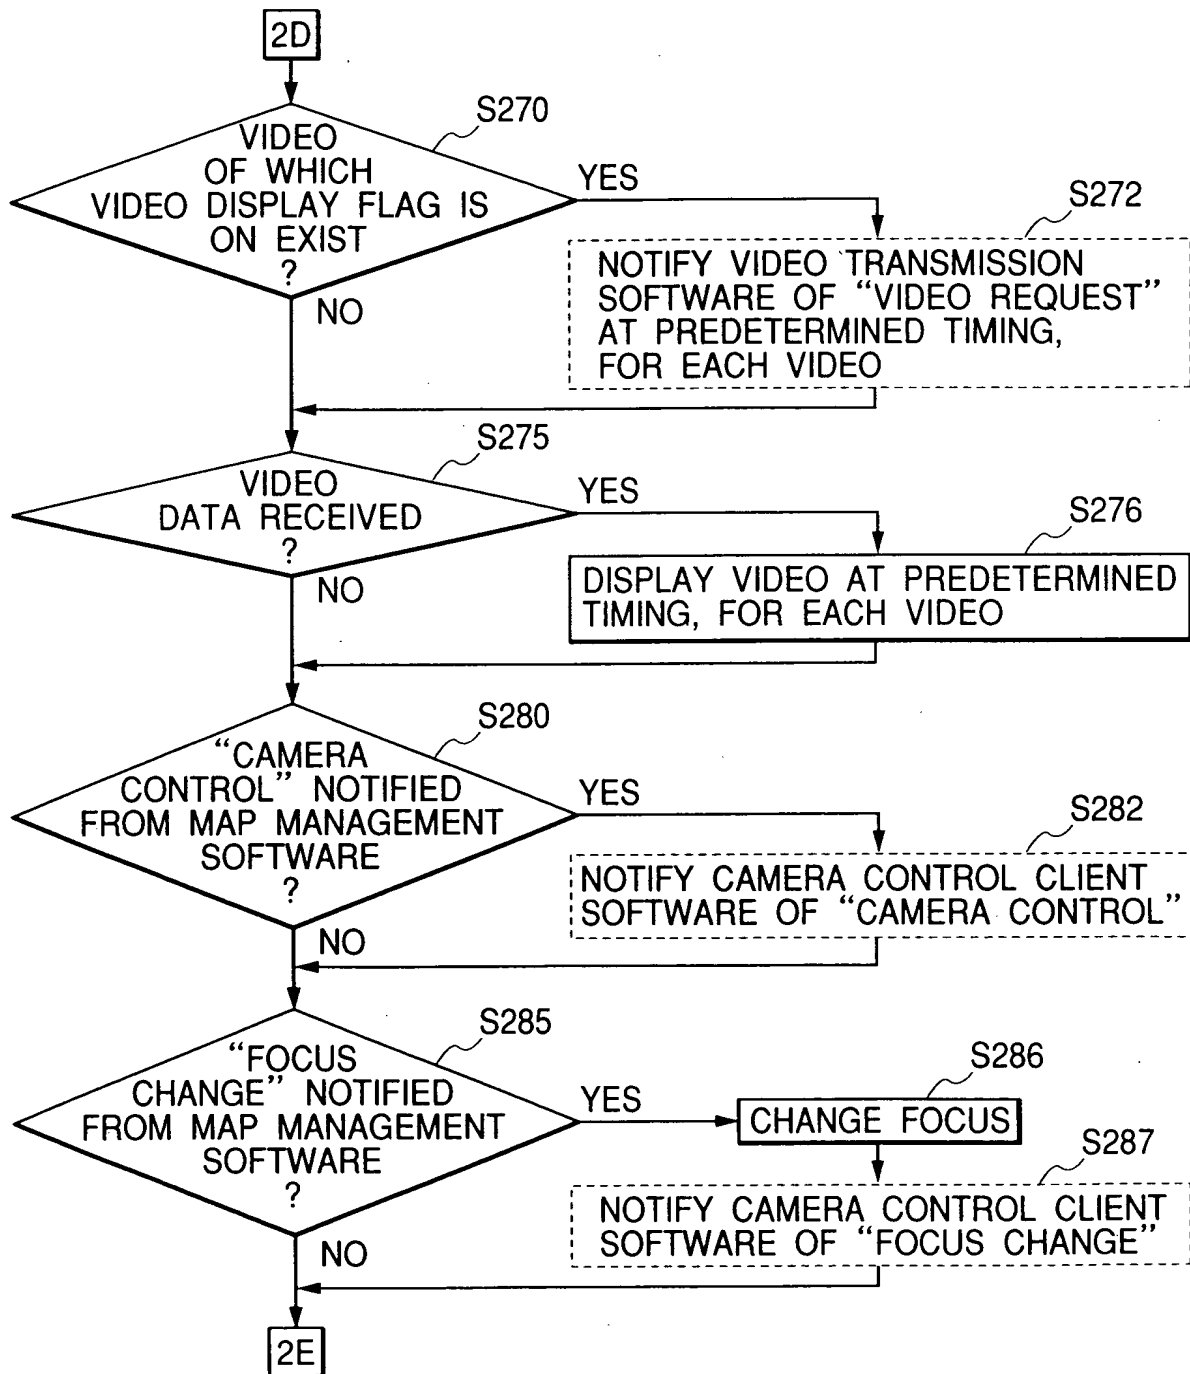 2D
S270
VIDEO
OF WHICH
VIDEO DISPLAY FLAG IS
ON EXIST
?
YES
NO
S272
NOTIFY VIDEO TRANSMISSION
SOFTWARE OF “VIDEO REQUEST”
AT PREDETERMINED TIMING,
FOR EACH VIDEO
S275
VIDEO
DATA RECEIVED
?
YES
NO
S276
DISPLAY VIDEO AT PREDETERMINED
TIMING, FOR EACH VIDEO
S280
“CAMERA
CONTROL” NOTIFIED
FROM MAP MANAGEMENT
SOFTWARE
?
YES
NO
S282
NOTIFY CAMERA CONTROL CLIENT
SOFTWARE OF “CAMERA CONTROL”
S285
“FOCUS
CHANGE” NOTIFIED
FROM MAP MANAGEMENT
SOFTWARE
?
YES
NO
S286
CHANGE FOCUS
S287
NOTIFY CAMERA CONTROL CLIENT
SOFTWARE OF “FOCUS CHANGE”
2E